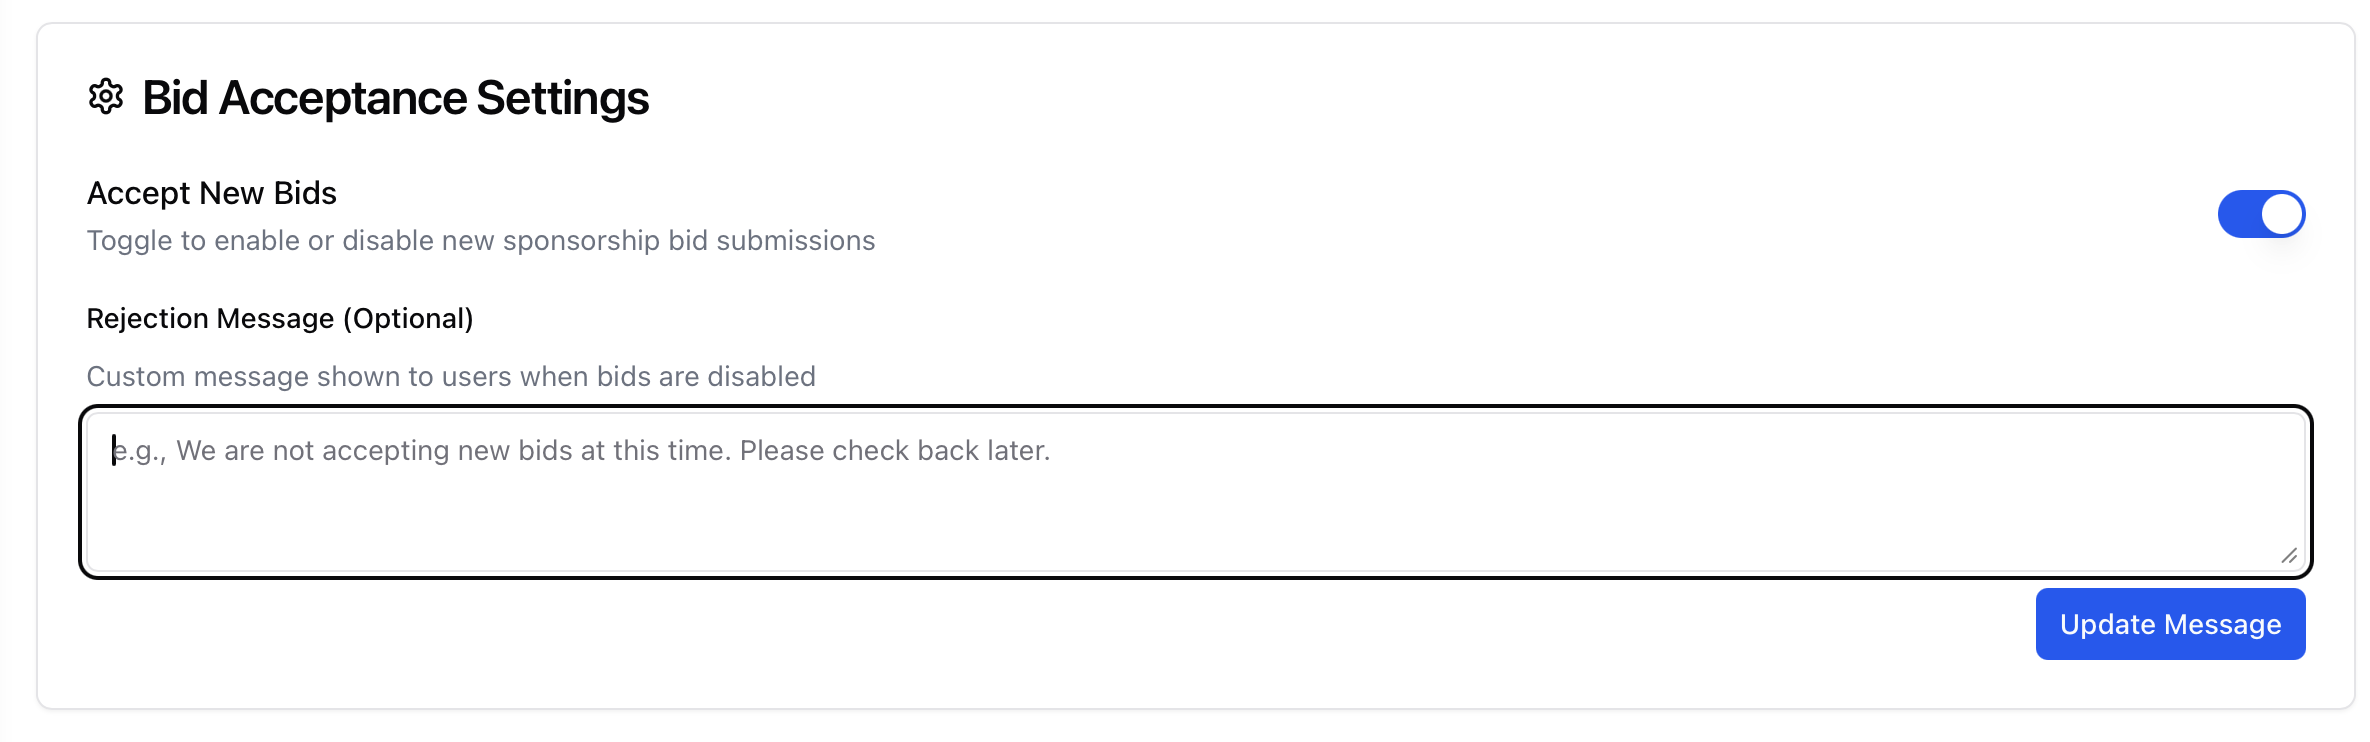 Bid Acceptance Settings
Accept New Bids
Toggle to enable or disable new sponsorship bid submissions
Rejection Message (Optional)
Custom message shown to users when bids are disabled
e.g., We are not accepting new bids at this time. Please check back later.
Update Message